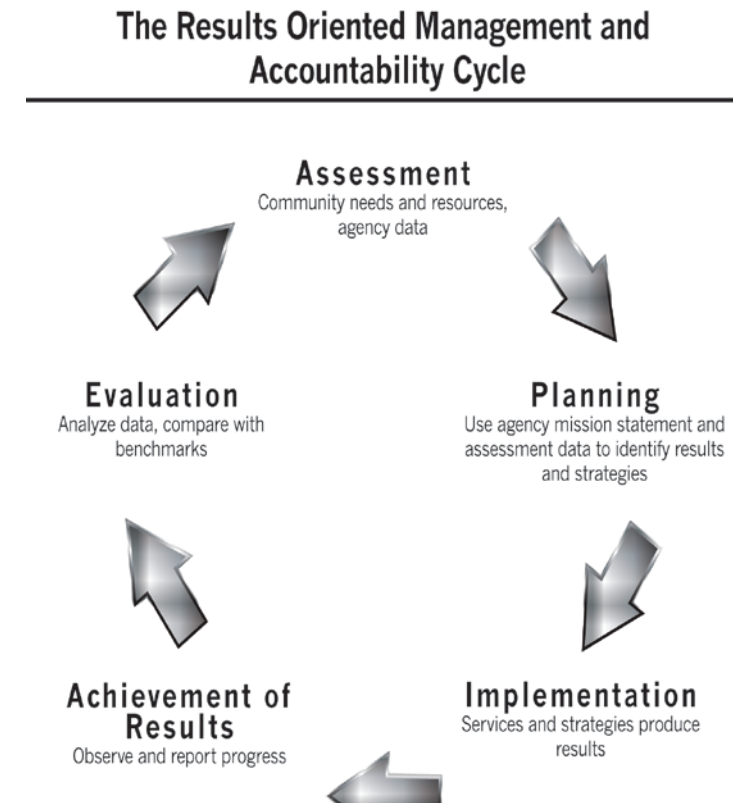 The Results Oriented Management and
Accountability Cycle
Assessment
Community needs and resources,
agency data
Evaluation
Analyze data, compare with
benchmarks
Planning
Use agency mission statement and
assessment data to identify results
and strategies
Achievement of
Results
Observe and report progress
Implementation
Services and strategies produce
results